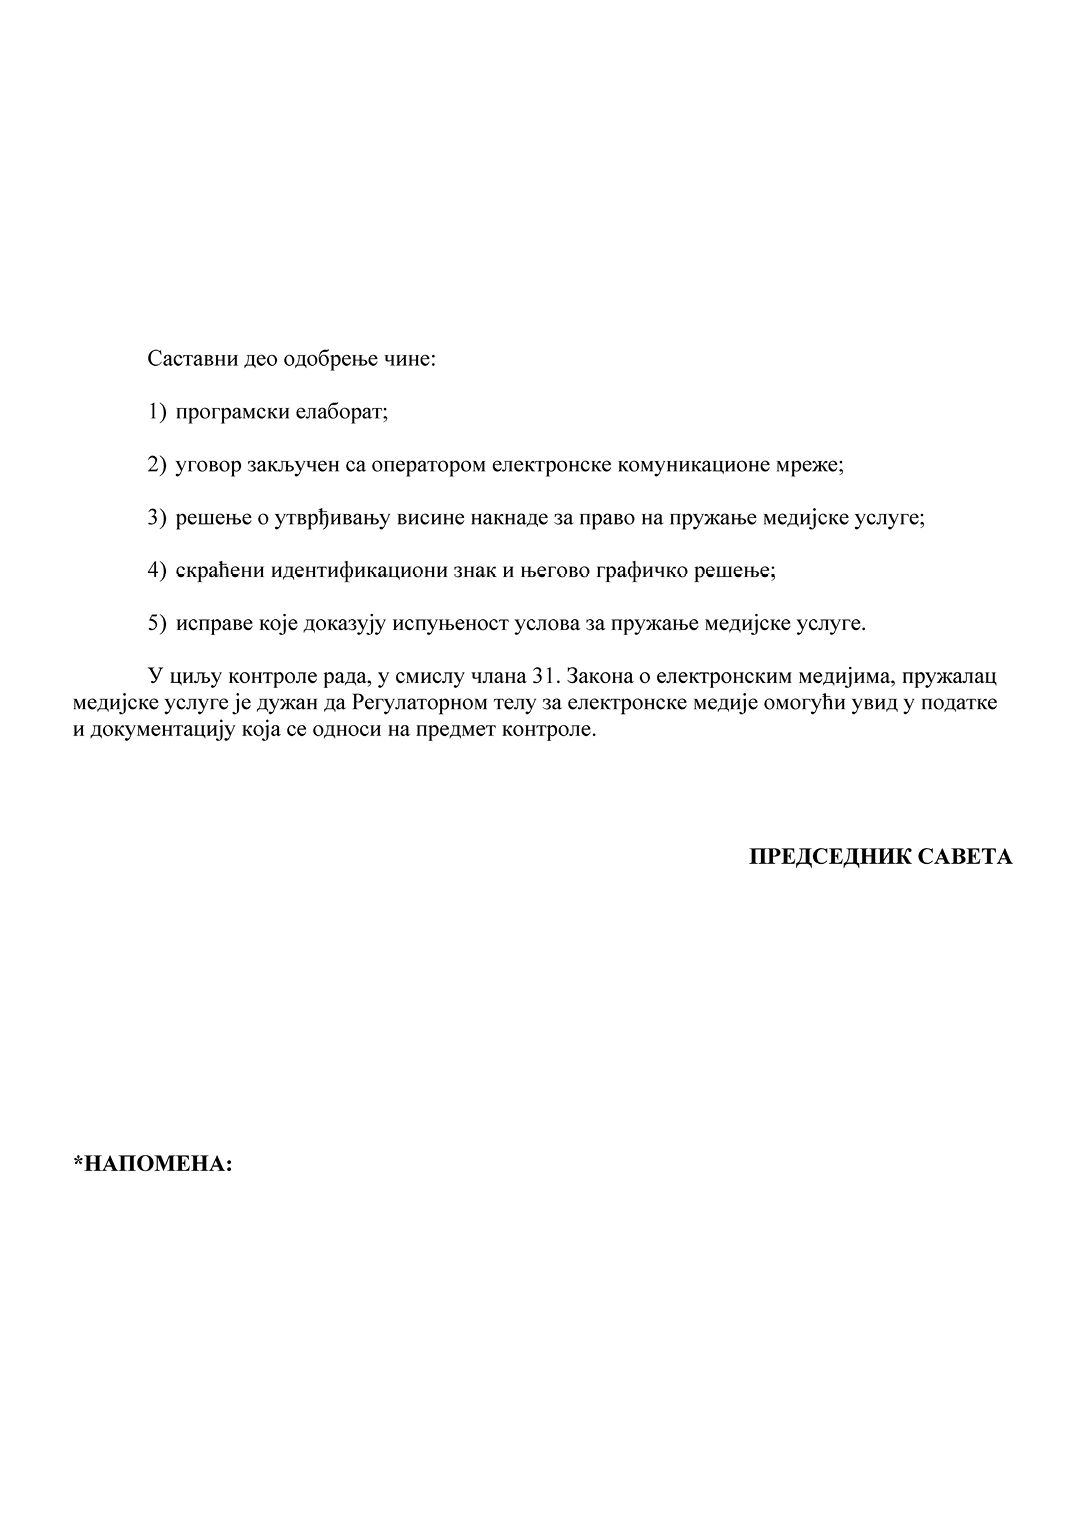 Саставни део одобрење чине:
1) програмски елаборат;
2) уговор закључен са оператором електронске комуникационе мреже;
3) решење о утврђивању висине накнаде за право на пружање медијске услуге;
4) скраћени идентификациони знак и његово графичко решење;
5) исправе које доказују испуњеност услова за пружање медијске услуге.
У циљу контроле рада, у смислу члана 31. Закона о електронским медијима, пружалац
медијске услуге је дужан да Регулаторном телу за електронске медије омогући увид у податке
и документацију која се односи на предмет контроле.
ПРЕДСЕДНИК САВЕТА
*НАПОМЕНА: